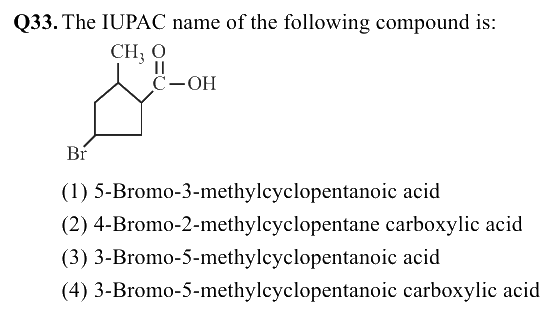 Q33. The IUPAC name of the following compound is:
CH₃ O
C–OH
Br
(1) 5-Bromo-3-methylcyclopentanoic acid
(2) 4-Bromo-2-methylcyclopentane carboxylic acid
(3) 3-Bromo-5-methylcyclopentanoic acid
(4) 3-Bromo-5-methylcyclopentanoic carboxylic acid